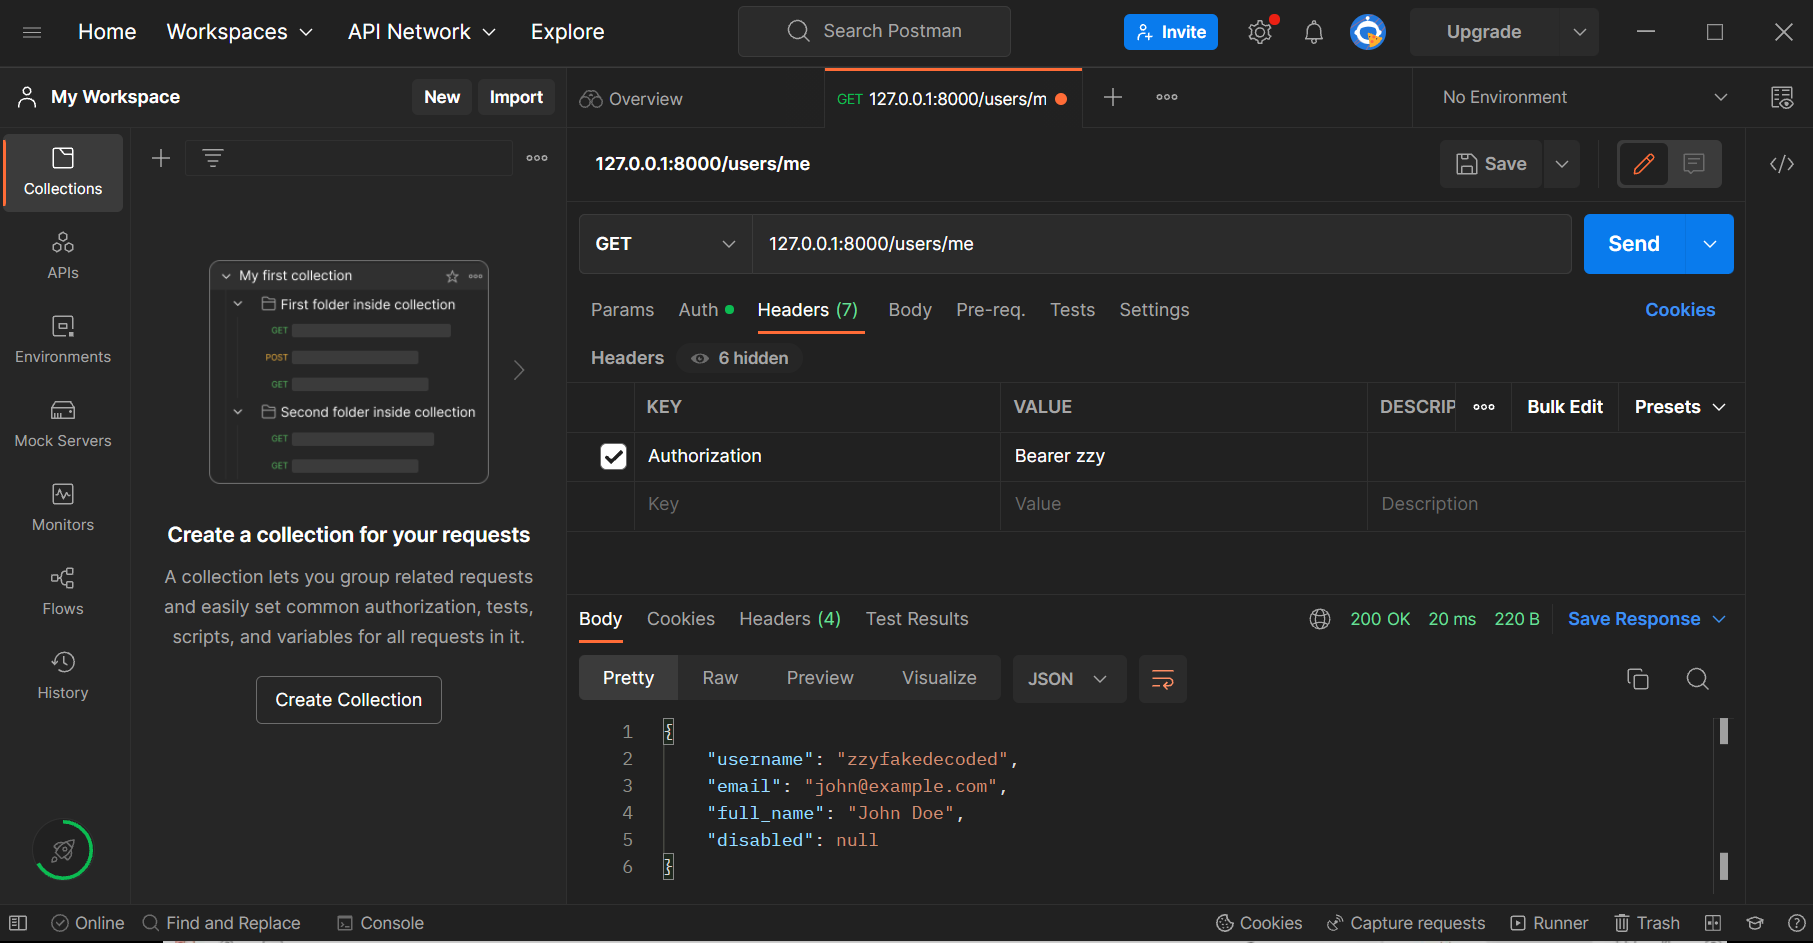 Home Workspaces API Network Explore Search Postman Invite Upgrade
My Workspace New Import Overview GET 127.0.0.1:8000/users/m No Environment
Collections
APIs
Environments
Mock Servers
Monitors
Flows
History
My first collection
First folder inside collection
GET
POST
GET
Second folder inside collection
GET
GET
Create a collection for your requests
A collection lets you group related requests
and easily set common authorization, tests,
scripts, and variables for all requests in it.
Create Collection
127.0.0.1:8000/users/me Save
GET 127.0.0.1:8000/users/me Send
Params Auth Headers (7) Body Pre-req. Tests Settings Cookies
Headers 6 hidden
KEY VALUE DESCRIP Bulk Edit Presets
Authorization Bearer zzy
Key Value Description
Body Cookies Headers (4) Test Results 200 OK 20 ms 220 B Save Response
Pretty Raw Preview Visualize JSON
1 {
2 "username": "zzyfakedecoded",
3 "email": "john@example.com",
4 "full_name": "John Doe",
5 "disabled": null
6 }
Online Find and Replace Console Cookies Capture requests Runner Trash